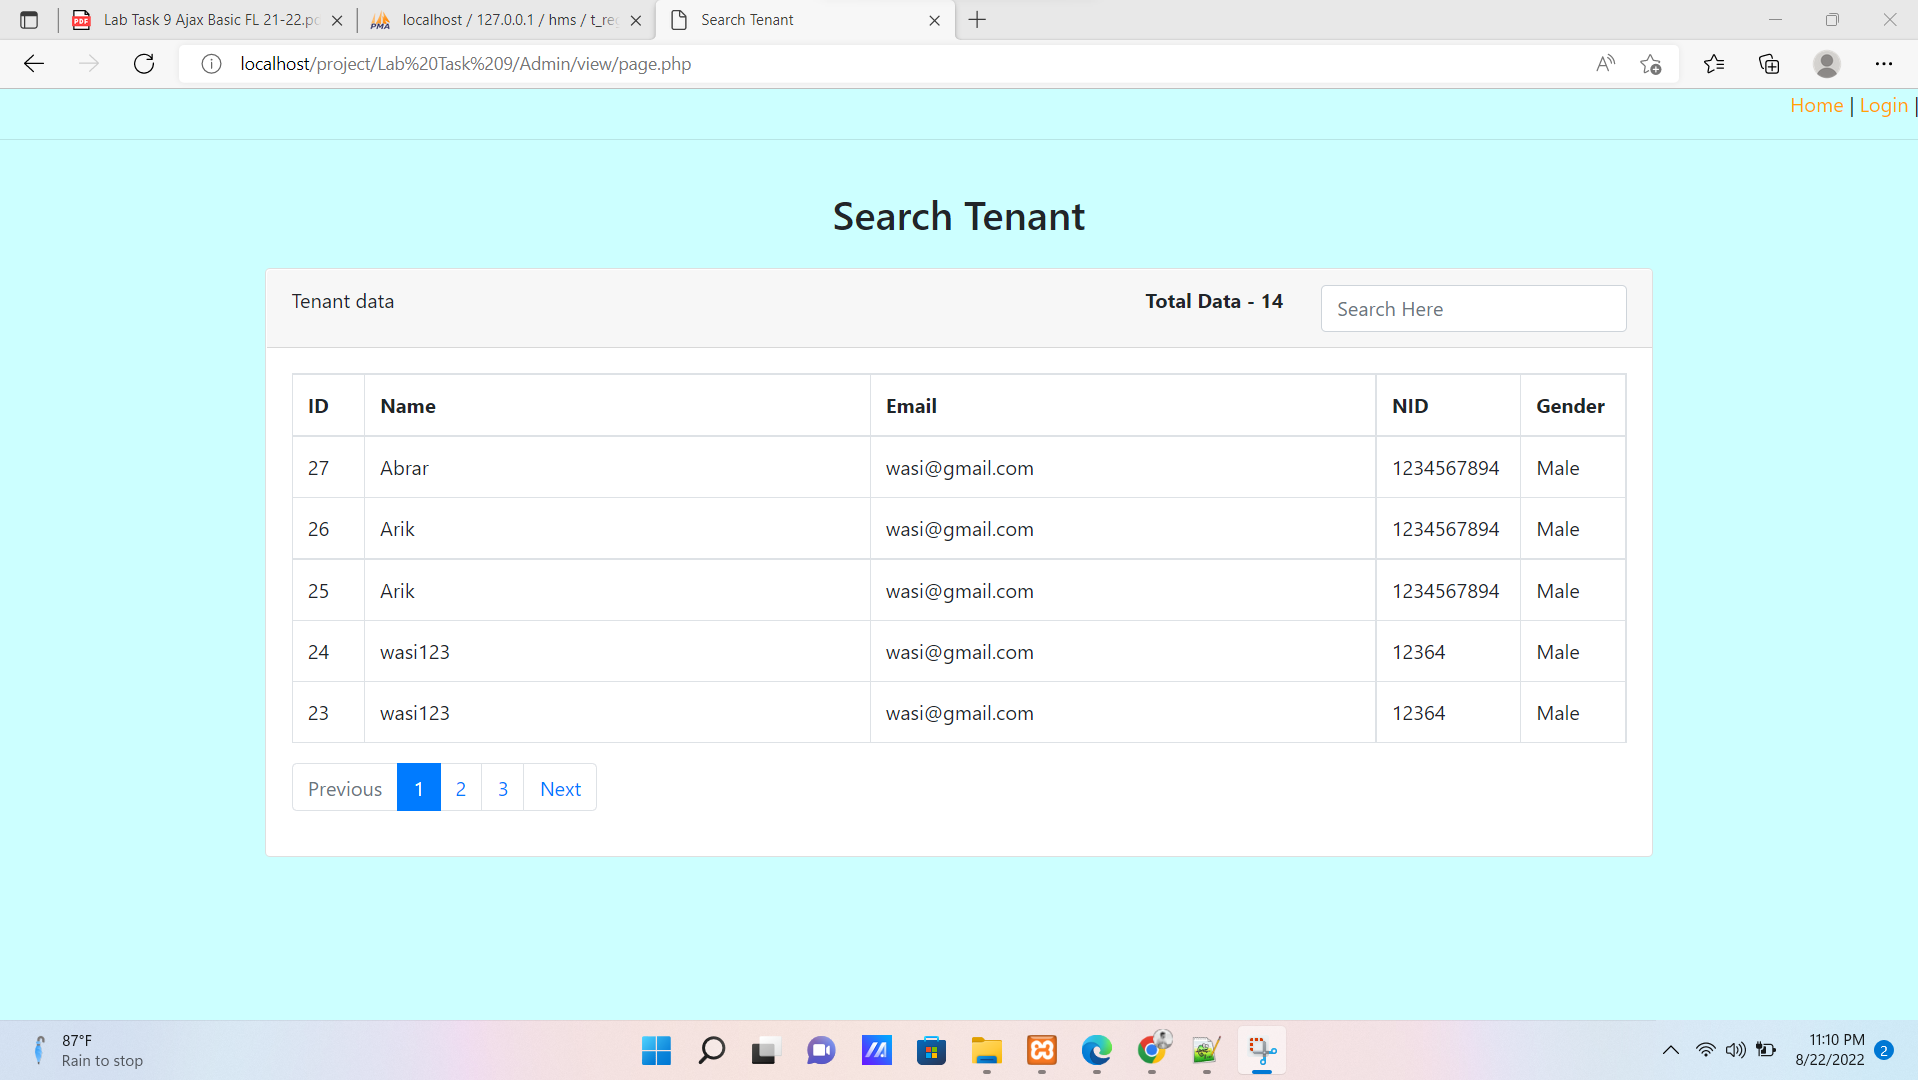 Lab Task 9 Ajax Basic FL 21-22.pc
localhost / 127.0.0.1 / hms / t_re
Search Tenant
localhost/project/Lab%20Task%209/Admin/view/page.php
Home | Login |
Search Tenant
Tenant data
Total Data - 14
Search Here
ID Name Email NID Gender
27 Abrar wasi@gmail.com 1234567894 Male
26 Arik wasi@gmail.com 1234567894 Male
25 Arik wasi@gmail.com 1234567894 Male
24 wasi123 wasi@gmail.com 12364 Male
23 wasi123 wasi@gmail.com 12364 Male
Previous 1 2 3 Next
87°F
Rain to stop
11:10 PM
8/22/2022
2